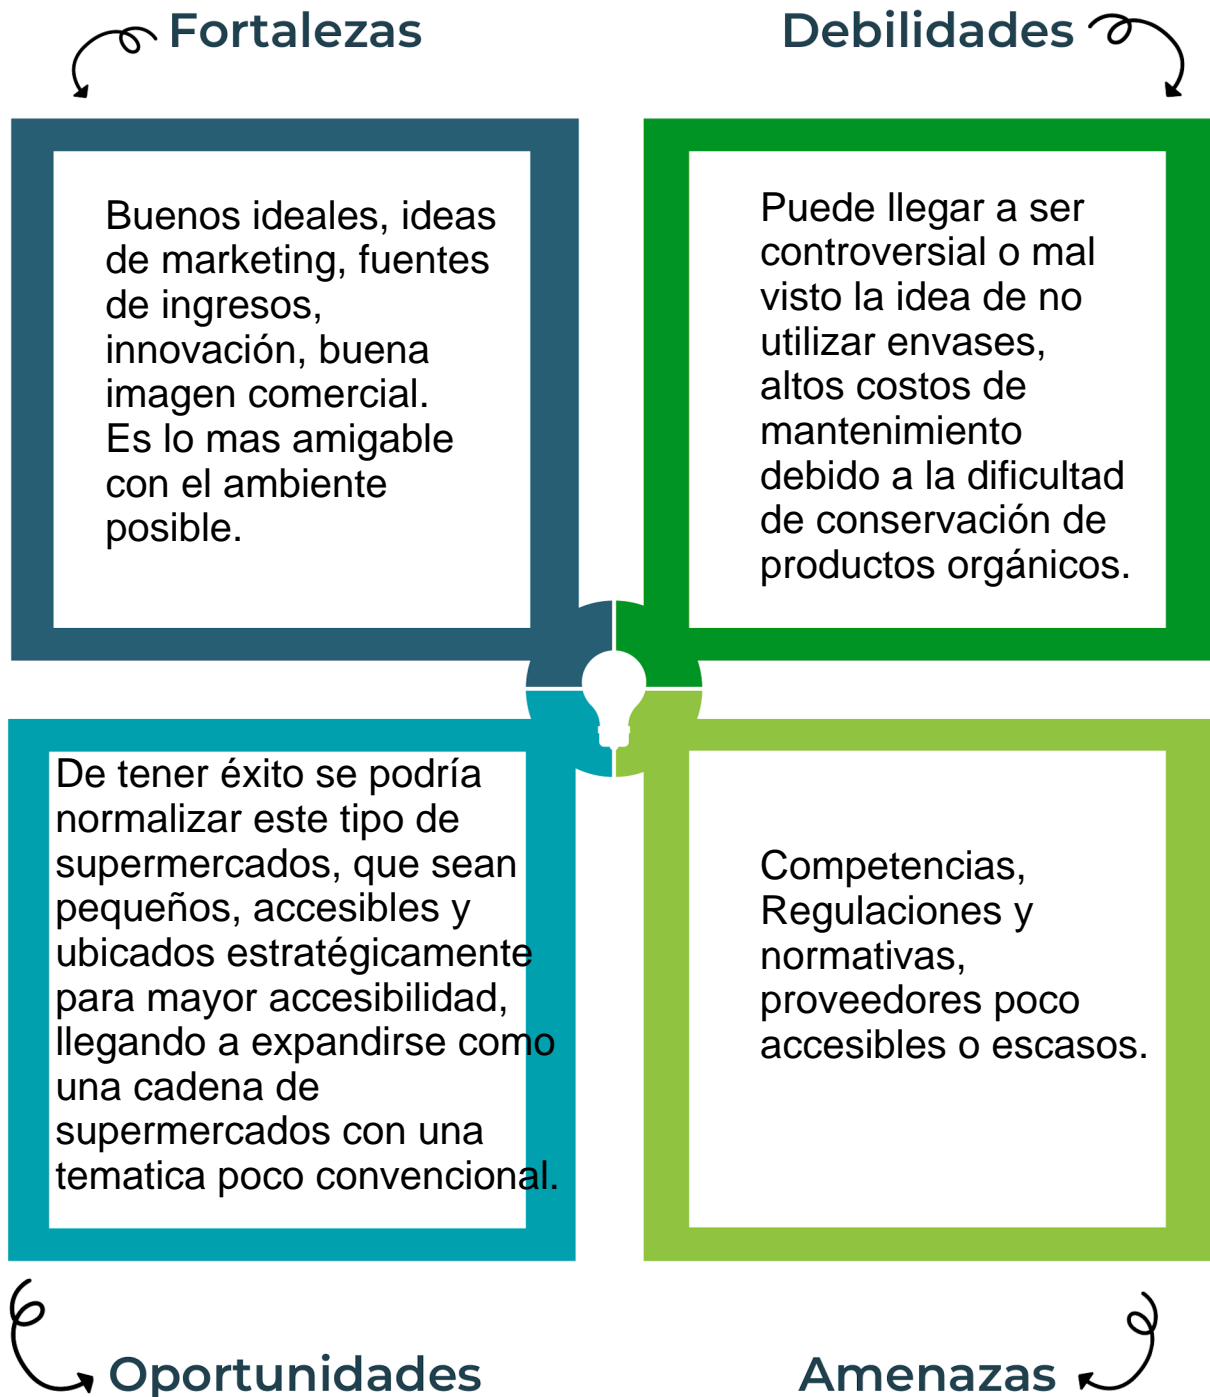 Fortalezas
Buenos ideales, ideas
de marketing, fuentes
de ingresos,
innovación, buena
imagen comercial.
Es lo mas amigable
con el ambiente
posible.
Debilidades
Puede llegar a ser
controversial o mal
visto la idea de no
utilizar envases,
altos costos de
mantenimiento
debido a la dificultad
de conservación de
productos orgánicos.
De tener éxito se podría
normalizar este tipo de
supermercados, que sean
pequeños, accesibles y
ubicados estratégicamente
para mayor accesibilidad,
llegando a expandirse como
una cadena de
supermercados con una
tematica poco convencional.
Oportunidades
Competencias,
Regulaciones y
normativas,
proveedores poco
accesibles o escasos.
Amenazas